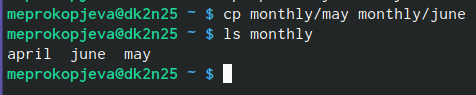 meprokopjeva@dk2n25 ~ $ cp monthly/may monthly/june
meprokopjeva@dk2n25 ~ $ ls monthly
april  june  may
meprokopjeva@dk2n25 ~ $